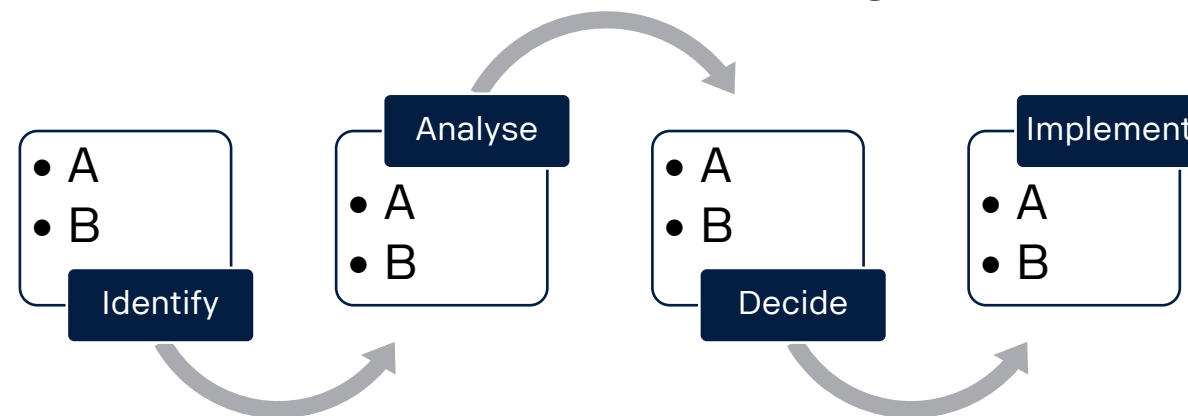 • A
• B
Identify
Analyse
• A
• B
• A
• B
Decide
Implement
• A
• B